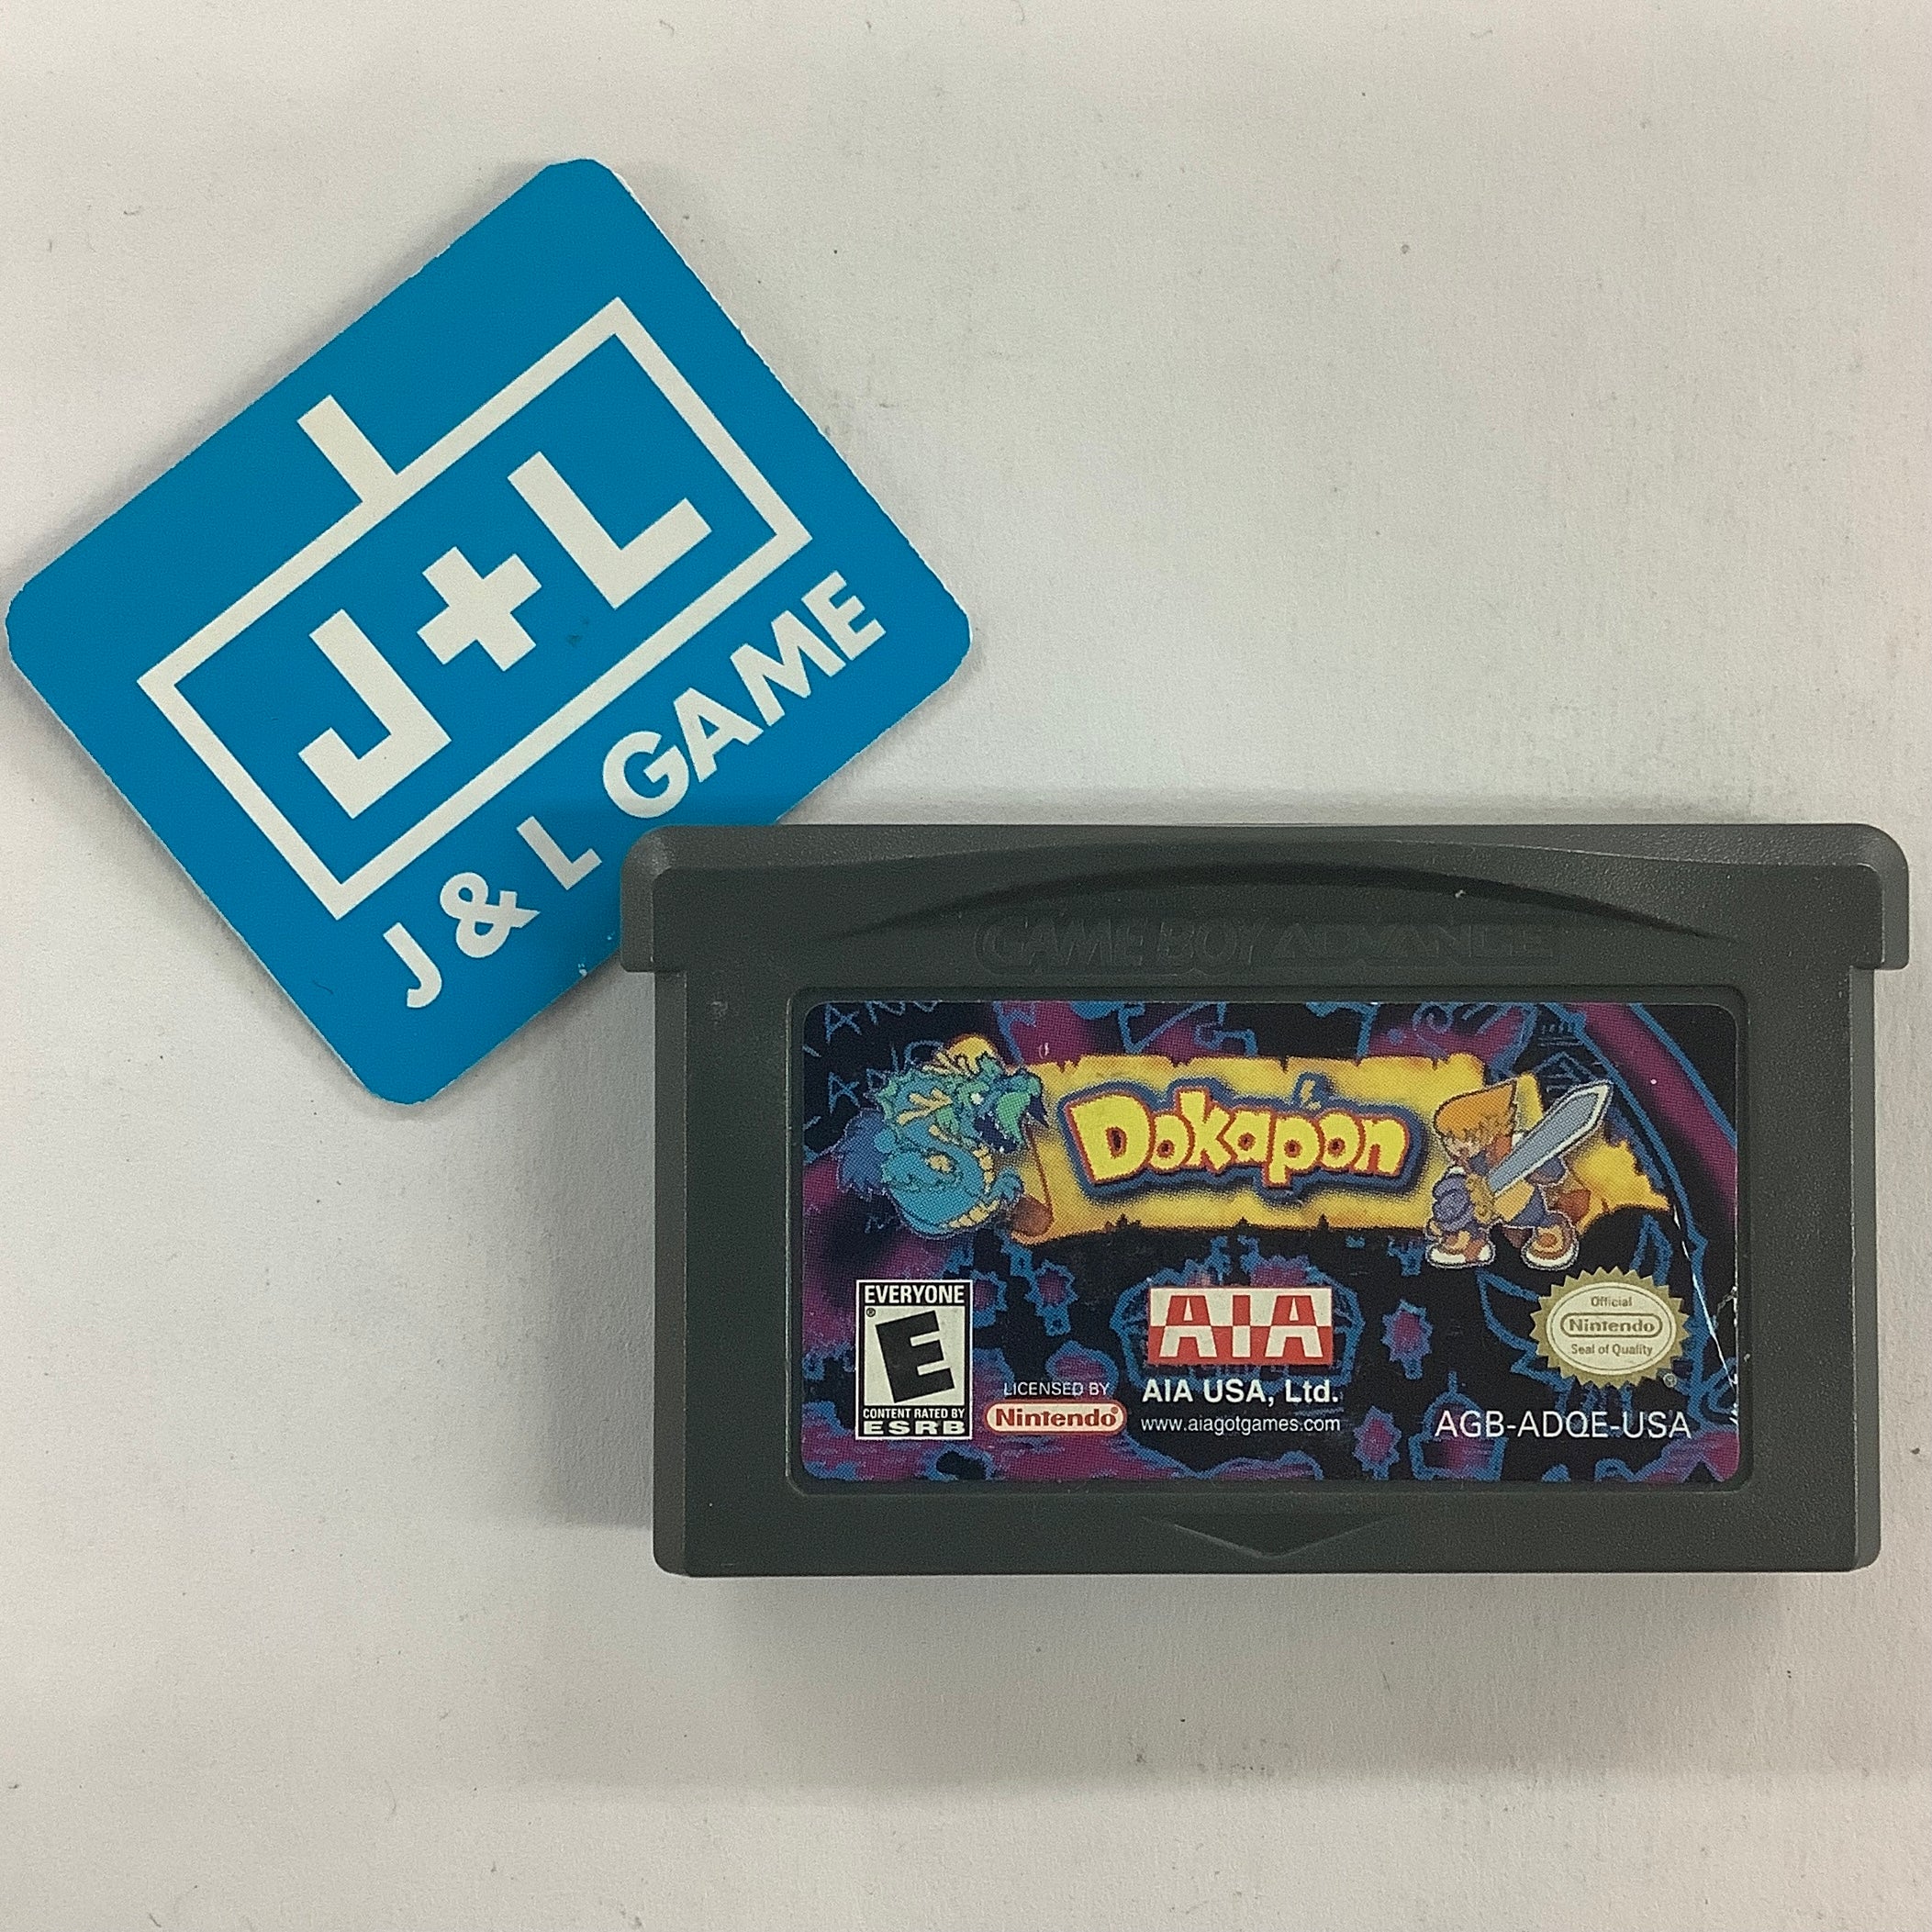 J+L
J & L GAME
GAME BOY ADVANCE
Dokapon
EVERYONE
E
CONTENT RATED BY
ESRB
LICENSED BY
Nintendo®
AIA
AIA USA, Ltd.
www.aiagotgames.com
Official
Nintendo
Seal of Quality
AGB-ADQE-USA